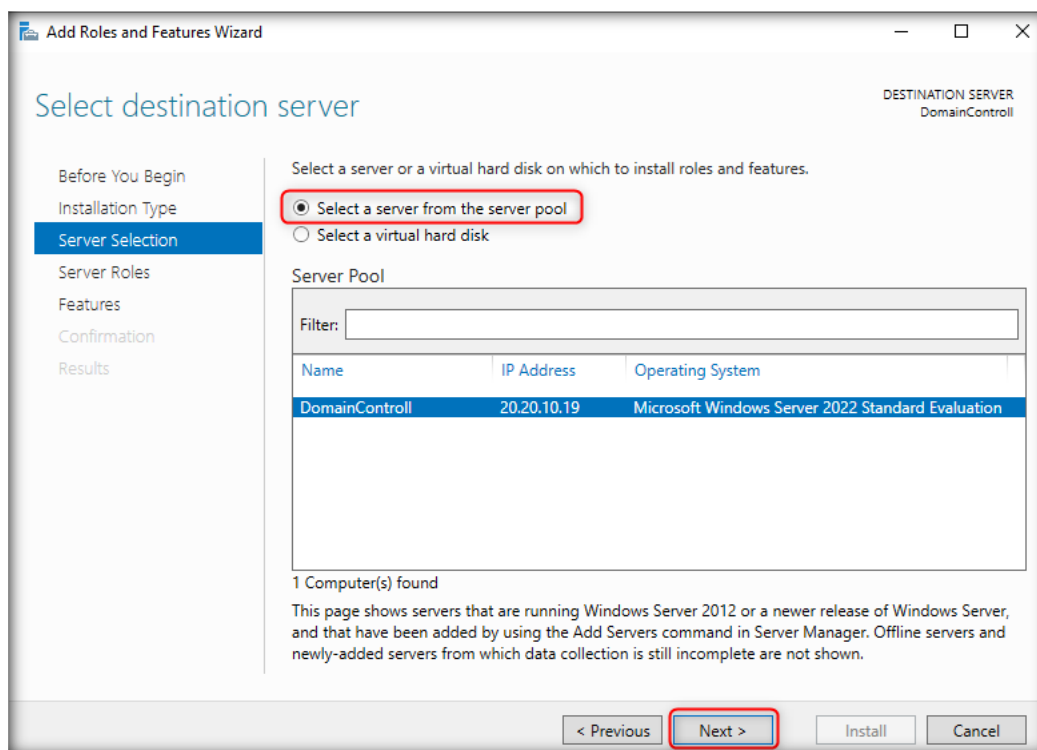 Add Roles and Features Wizard
Select destination server
DESTINATION SERVER
DomainControll
Before You Begin
Installation Type
Server Selection
Server Roles
Features
Confirmation
Results
Select a server or a virtual hard disk on which to install roles and features.
Select a server from the server pool
Select a virtual hard disk
Server Pool
Filter:
Name IP Address Operating System
DomainControll 20.20.10.19 Microsoft Windows Server 2022 Standard Evaluation
1 Computer(s) found
This page shows servers that are running Windows Server 2012 or a newer release of Windows Server,
and that have been added by using the Add Servers command in Server Manager. Offline servers and
newly-added servers from which data collection is still incomplete are not shown.
< Previous Next > Install Cancel